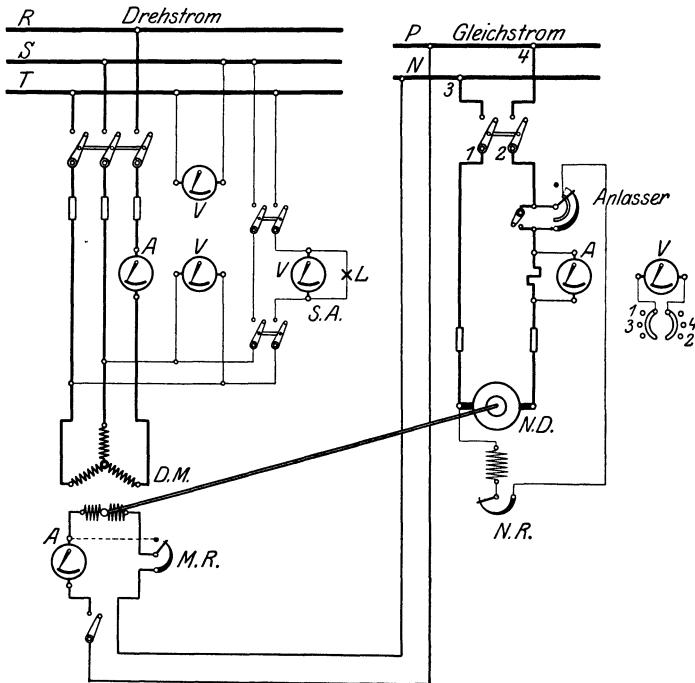 R Drehstrom
S
T
P Gleichstrom
N
4
3
1 2
V
Anlasser
A
V
V
L
S.A.
A
V
1
3
4
2
N.D.
D.M.
N.R.
A
M.R.